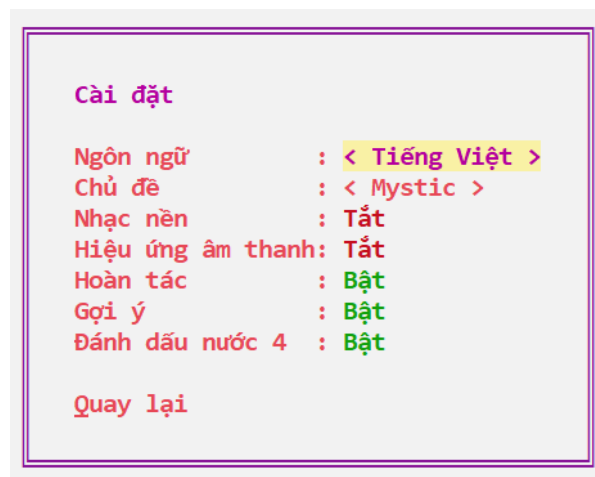 Cài đặt
Ngôn ngữ : < Tiếng Việt >
Chủ đề : < Mystic >
Nhạc nền : Tắt
Hiệu ứng âm thanh: Tắt
Hoàn tác : Bật
Gợi ý : Bật
Đánh dấu nước 4 : Bật
Quay lại